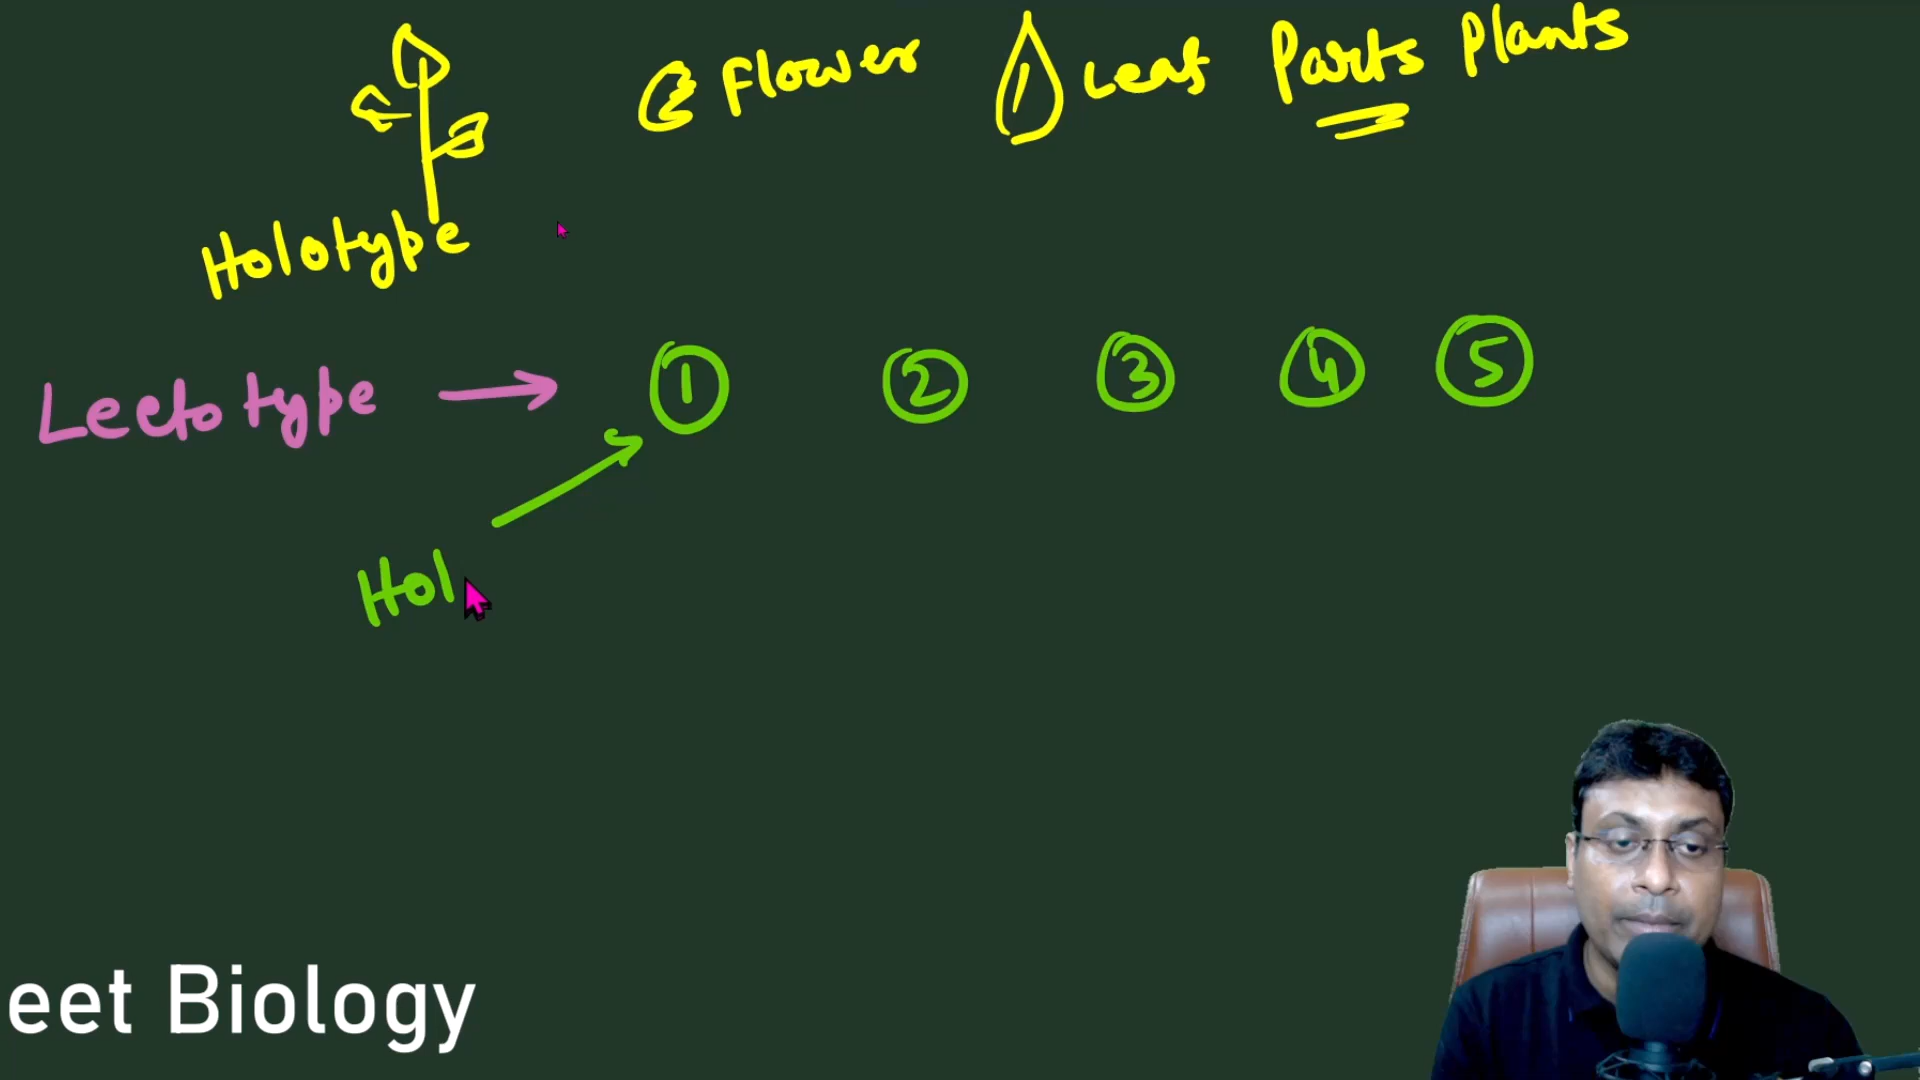 Flower Leaf Parts Plants
Holotype
Lectotype → 1 2 3 4 5
Hol
eet Biology